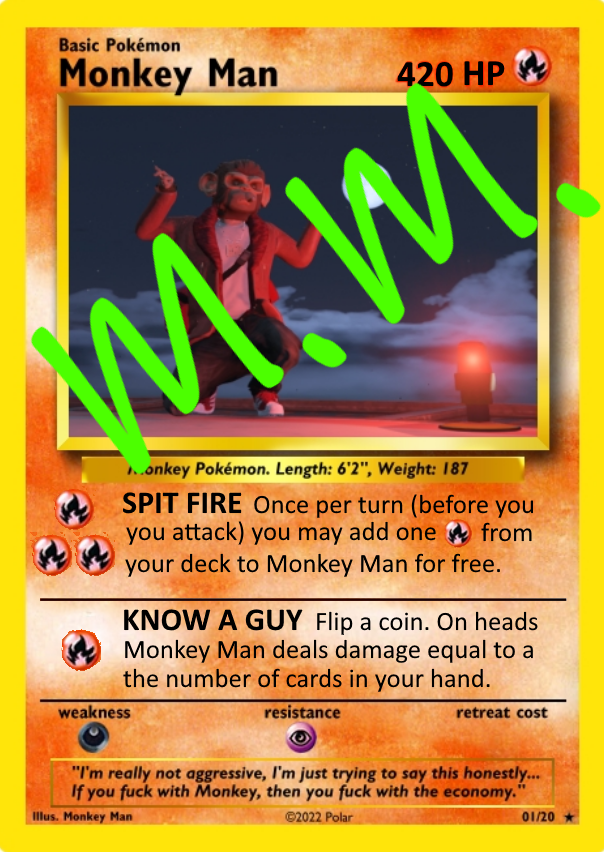 Basic Pokémon
Monkey Man 420 HP
M.M.
Monkey Pokémon. Length: 6'2", Weight: 187
SPIT FIRE Once per turn (before you
you attack) you may add one from
your deck to Monkey Man for free.
KNOW A GUY Flip a coin. On heads
Monkey Man deals damage equal to a
the number of cards in your hand.
weakness resistance retreat cost
"I'm really not aggressive, I'm just trying to say this honestly...
If you fuck with Monkey, then you fuck with the economy."
Illus. Monkey Man ©2022 Polar 01/20